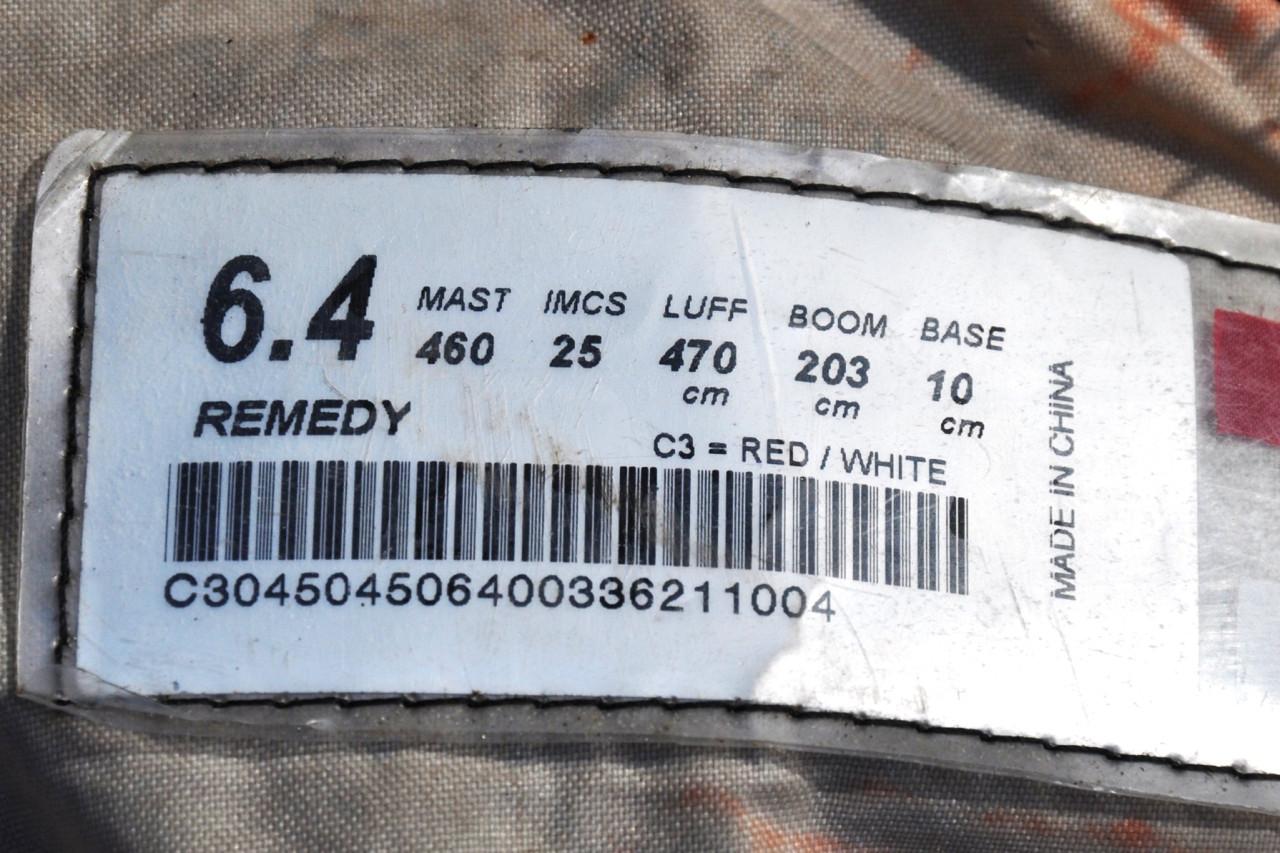 6.4 MAST IMCS LUFF BOOM BASE
460 25 470 203 10
cm cm cm
REMEDY
C3 = RED / WHITE
C304504506400336211004
MADE IN CHINA